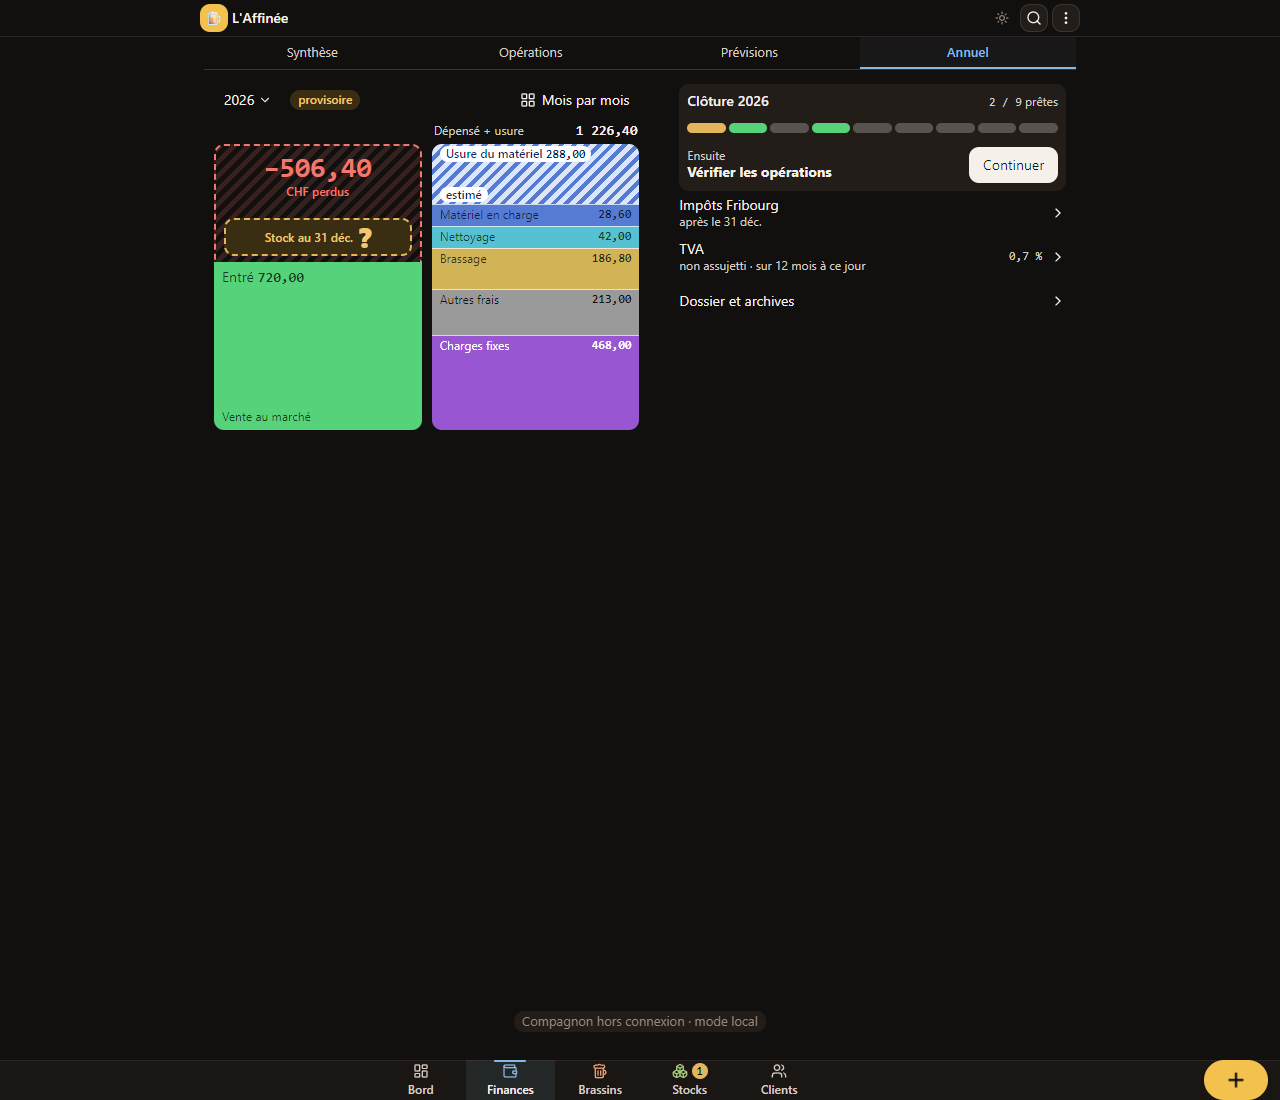 L'Affinée
Synthèse
Opérations
Prévisions
Annuel
2026
provisoire
Mois par mois
Dépensé + usure 1 226,40
−506,40
CHF perdus
Stock au 31 déc. ?
Entré 720,00
Vente au marché
Usure du matériel 288,00
estimé
Matériel en charge 28,60
Nettoyage 42,00
Brassage 186,80
Autres frais 213,00
Charges fixes 468,00
Clôture 2026
2 / 9 prêtes
Ensuite
Vérifier les opérations
Continuer
Impôts Fribourg
après le 31 déc.
TVA
non assujetti · sur 12 mois à ce jour
0,7 %
Dossier et archives
Compagnon hors connexion · mode local
Bord
Finances
Brassins
1
Stocks
Clients